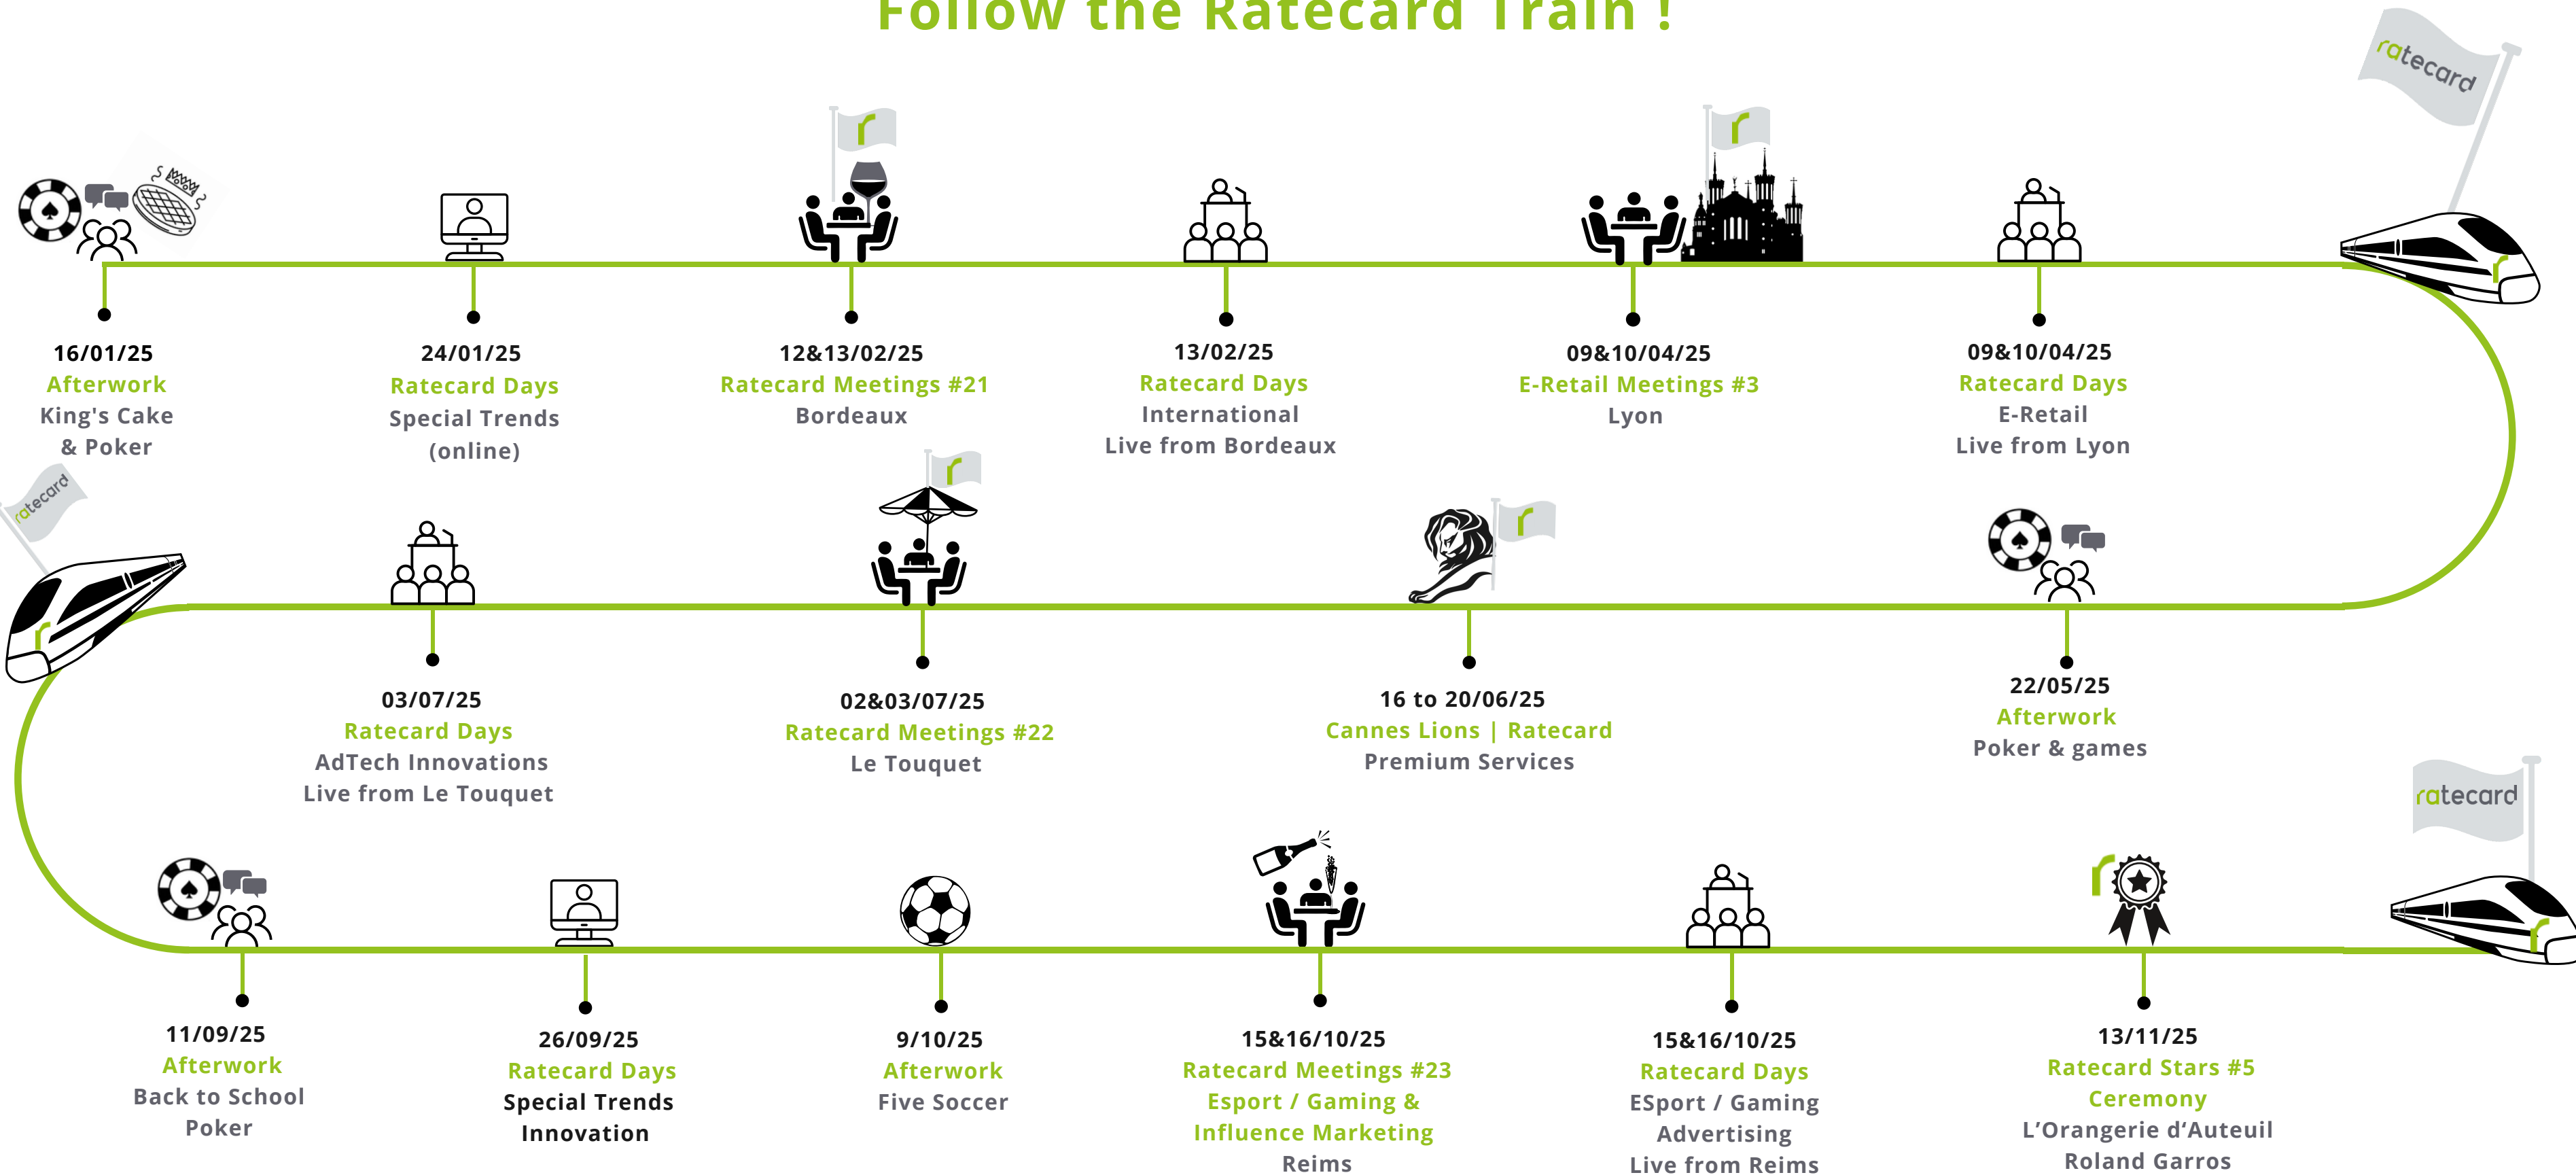 Follow the Ratecard Train !
ratecard
r
r
r
16/01/25
Afterwork
King's Cake
& Poker
24/01/25
Ratecard Days
Special Trends
(online)
12&13/02/25
Ratecard Meetings #21
Bordeaux
13/02/25
Ratecard Days
International
Live from Bordeaux
09&10/04/25
E-Retail Meetings #3
Lyon
09&10/04/25
Ratecard Days
E-Retail
Live from Lyon
ratecard
r
r
r
03/07/25
Ratecard Days
AdTech Innovations
Live from Le Touquet
02&03/07/25
Ratecard Meetings #22
Le Touquet
16 to 20/06/25
Cannes Lions | Ratecard
Premium Services
22/05/25
Afterwork
Poker & games
ratecard
r
r
11/09/25
Afterwork
Back to School
Poker
26/09/25
Ratecard Days
Special Trends
Innovation
9/10/25
Afterwork
Five Soccer
15&16/10/25
Ratecard Meetings #23
Esport / Gaming &
Influence Marketing
Reims
15&16/10/25
Ratecard Days
ESport / Gaming
Advertising
Live from Reims
13/11/25
Ratecard Stars #5
Ceremony
L’Orangerie d‘Auteuil
Roland Garros